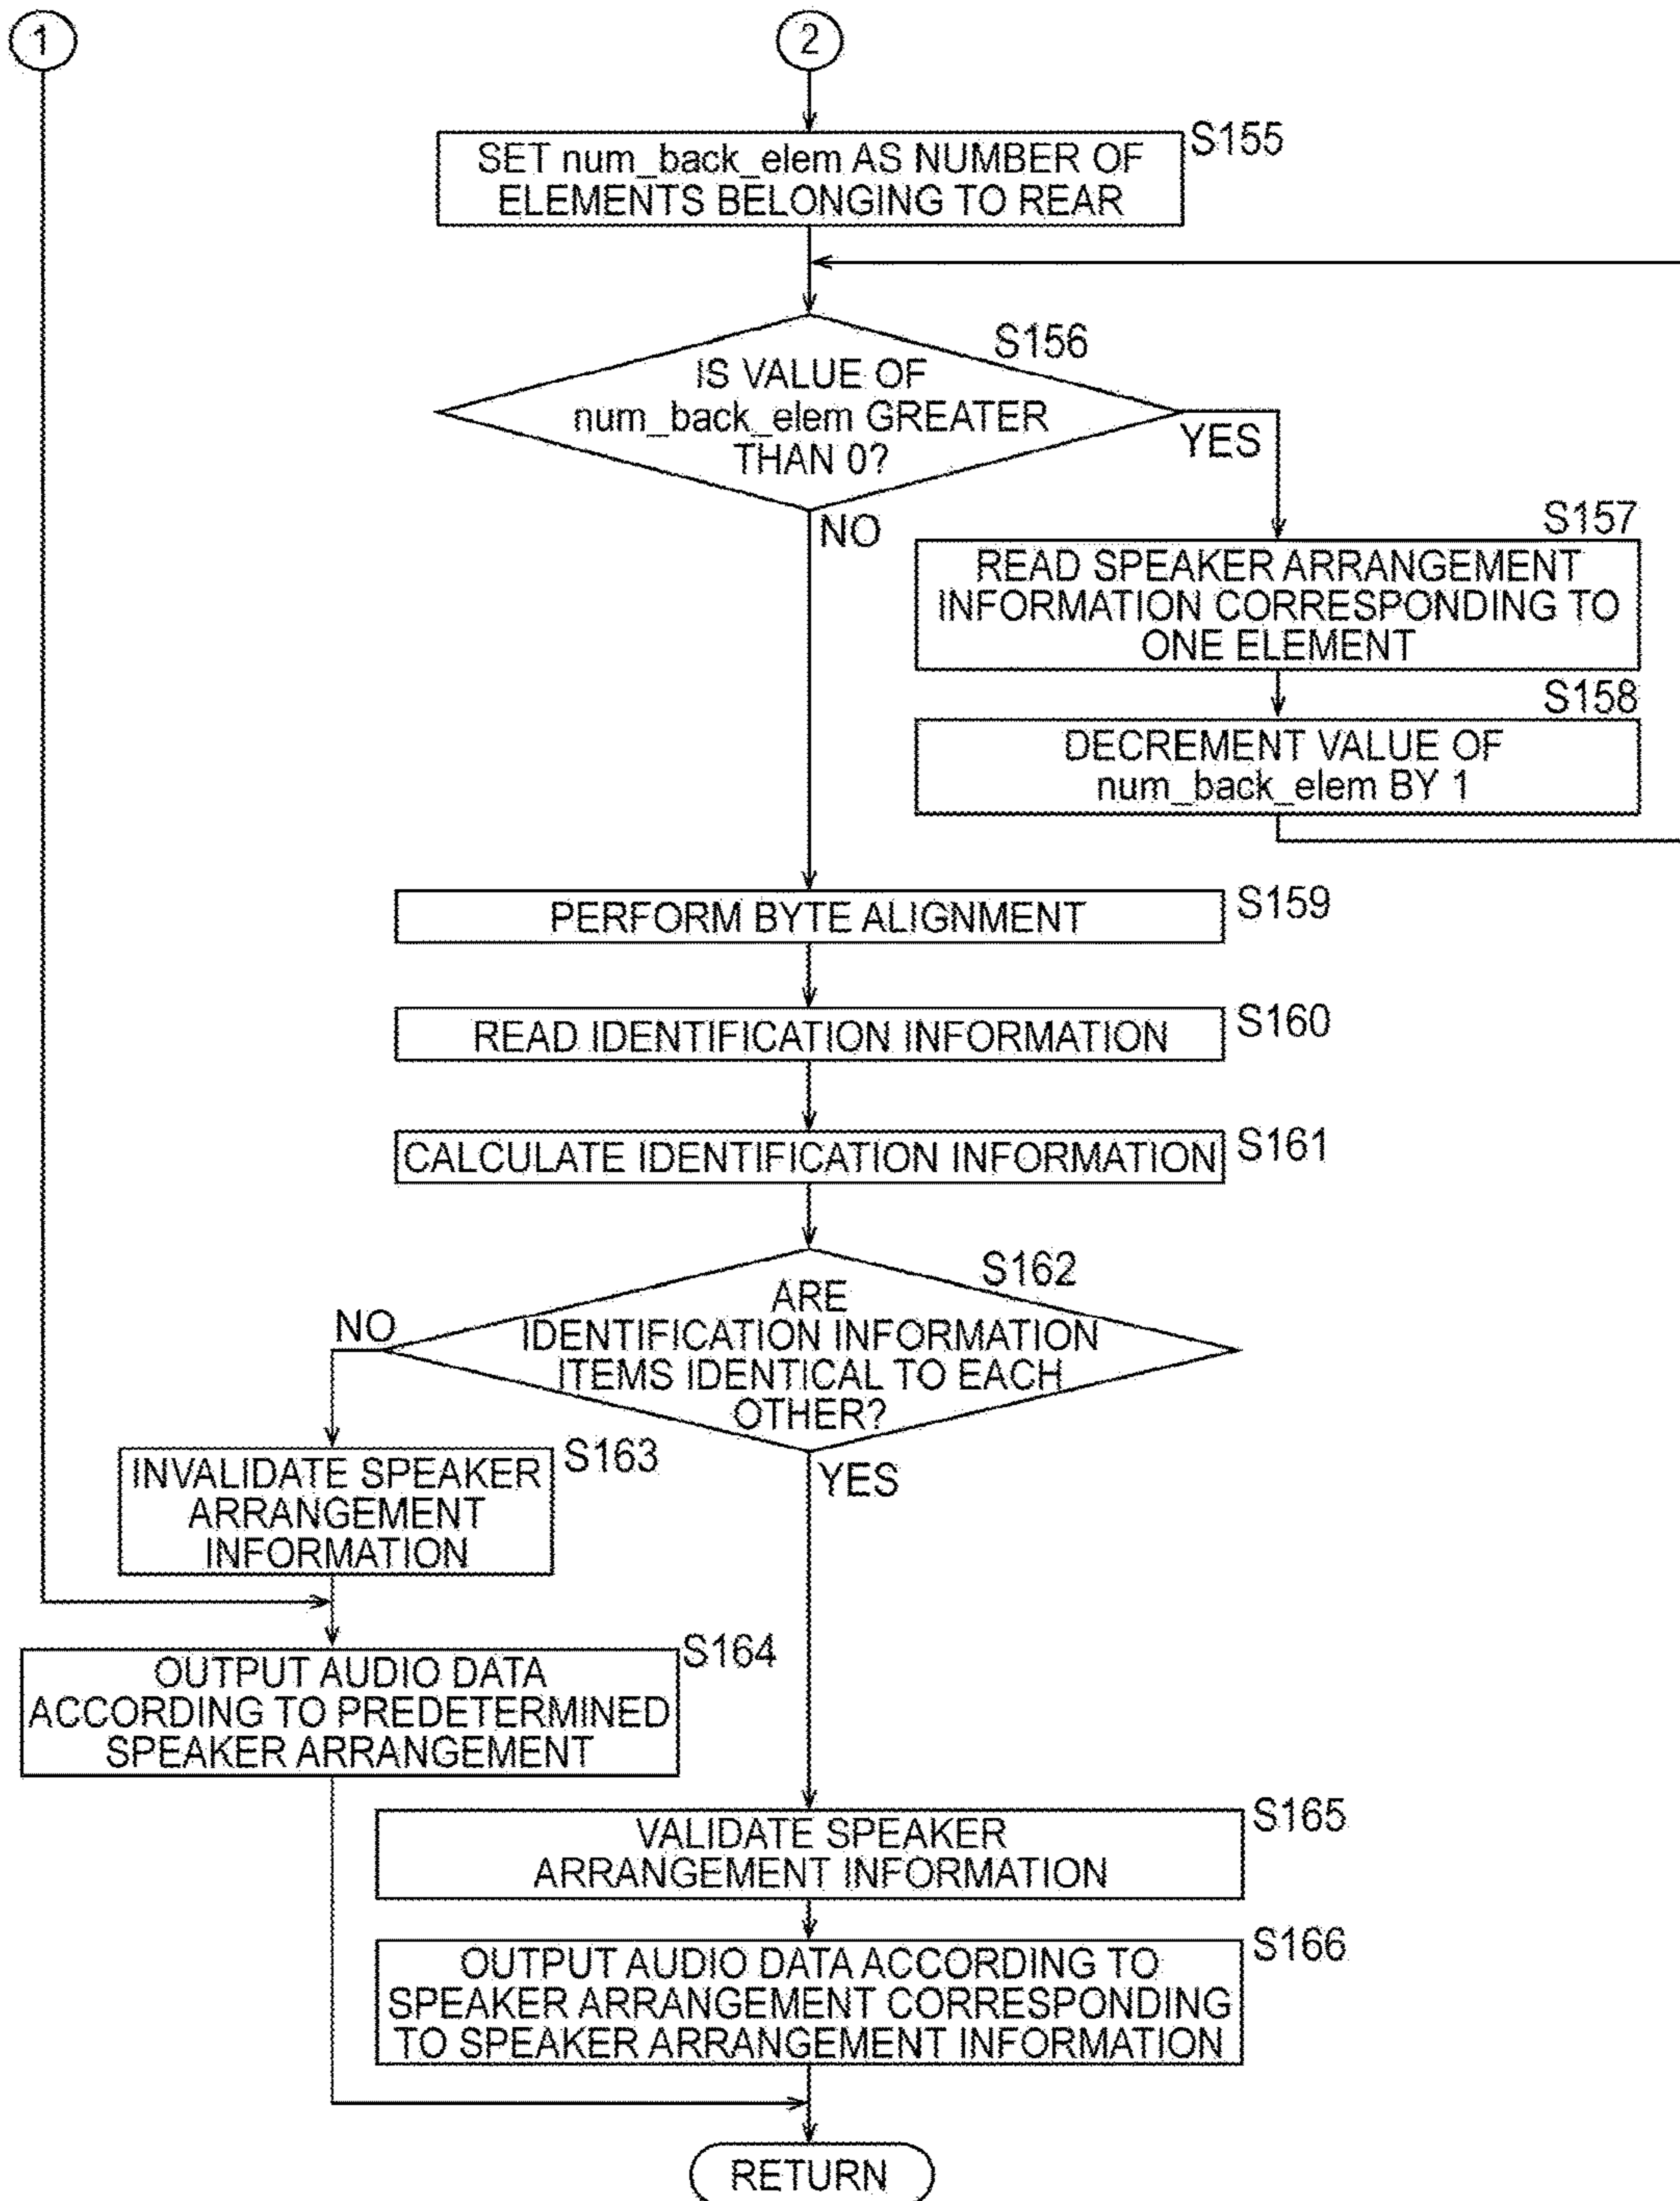 1
2
S155
SET num_back_elem AS NUMBER OF
ELEMENTS BELONGING TO REAR
S156
IS VALUE OF
num_back_elem GREATER
THAN 0?
YES
NO
S157
READ SPEAKER ARRANGEMENT
INFORMATION CORRESPONDING TO
ONE ELEMENT
S158
DECREMENT VALUE OF
num_back_elem BY 1
PERFORM BYTE ALIGNMENT
S159
READ IDENTIFICATION INFORMATION
S160
CALCULATE IDENTIFICATION INFORMATION
S161
S162
ARE
IDENTIFICATION INFORMATION
ITEMS IDENTICAL TO EACH
OTHER?
NO
YES
S163
INVALIDATE SPEAKER
ARRANGEMENT
INFORMATION
S164
OUTPUT AUDIO DATA
ACCORDING TO PREDETERMINED
SPEAKER ARRANGEMENT
S165
VALIDATE SPEAKER
ARRANGEMENT INFORMATION
S166
OUTPUT AUDIO DATA ACCORDING TO
SPEAKER ARRANGEMENT CORRESPONDING
TO SPEAKER ARRANGEMENT INFORMATION
RETURN